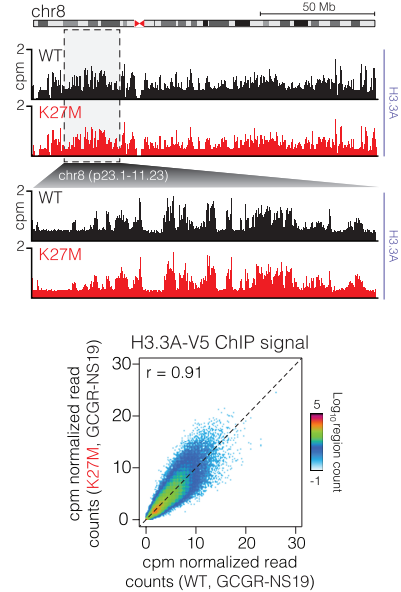 chr8
50 Mb
2
WT
cpm
K27M
H3.3A
chr8 (p23.1-11.23)
2
WT
cpm
2
K27M
H3.3A
H3.3A-V5 ChIP signal
r = 0.91
30
20
10
0
cpm normalized read
counts (K27M, GCGR-NS19)
0
10
20
30
cpm normalized read
counts (WT, GCGR-NS19)
5
-1
Log10 region count